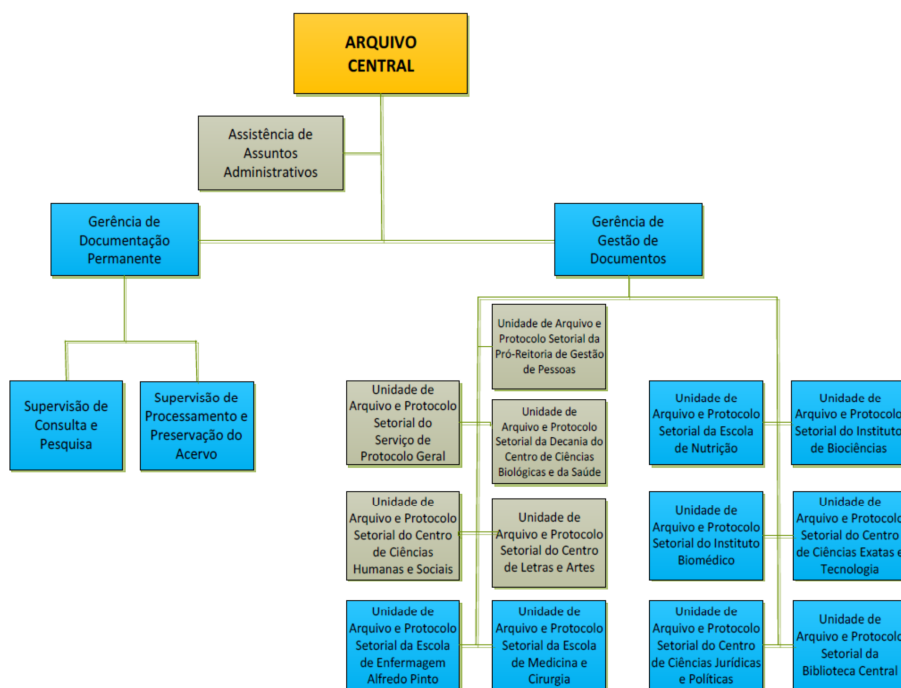 ARQUIVO
CENTRAL
Assistência de
Assuntos
Administrativos
Gerência de
Documentação
Permanente
Gerência de
Gestão de
Documentos
Supervisão de
Consulta e
Pesquisa
Supervisão de
Processamento e
Preservação do
Acervo
Unidade de Arquivo e
Protocolo Setorial da
Pró-Reitoria de Gestão
de Pessoas
Unidade de
Arquivo e Protocolo
Setorial do
Serviço de
Protocolo Geral
Unidade de
Arquivo e Protocolo
Setorial da Decania do
Centro de Ciências
Biológicas e da Saúde
Unidade de
Arquivo e Protocolo
Setorial da Escola
de Nutrição
Unidade de
Arquivo e Protocolo
Setorial do Instituto
de Biociências
Unidade de
Arquivo e Protocolo
Setorial do Centro
de Ciências
Humanas e Sociais
Unidade de
Arquivo e Protocolo
Setorial do Centro
de Letras e Artes
Unidade de
Arquivo e Protocolo
Setorial do Instituto
Biomédico
Unidade de
Arquivo e Protocolo
Setorial do Centro
de Ciências Exatas e
Tecnologia
Unidade de
Arquivo e Protocolo
Setorial da Escola
de Enfermagem
Alfredo Pinto
Unidade de
Arquivo e Protocolo
Setorial da Escola
de Medicina e
Cirurgia
Unidade de
Arquivo e Protocolo
Setorial do Centro
de Ciências Jurídicas
e Políticas
Unidade de
Arquivo e Protocolo
Setorial da
Biblioteca Central